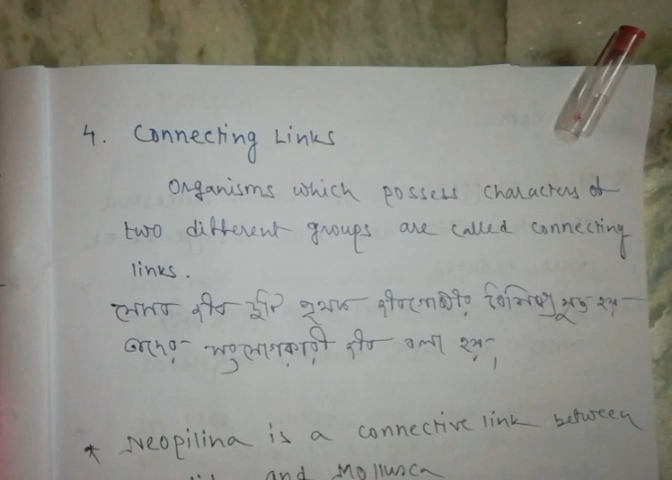 4. Connecting Links
Organisms which possess characters of
two different groups are called connecting
links.
যেসব জীব দুটি পৃথক জীবগোষ্ঠীর বৈশিষ্ট্য যুক্ত হয়
তাদের সংযোগকারী জীব বলা হয়,
* Neopilina is a connective link between
and Mollusca